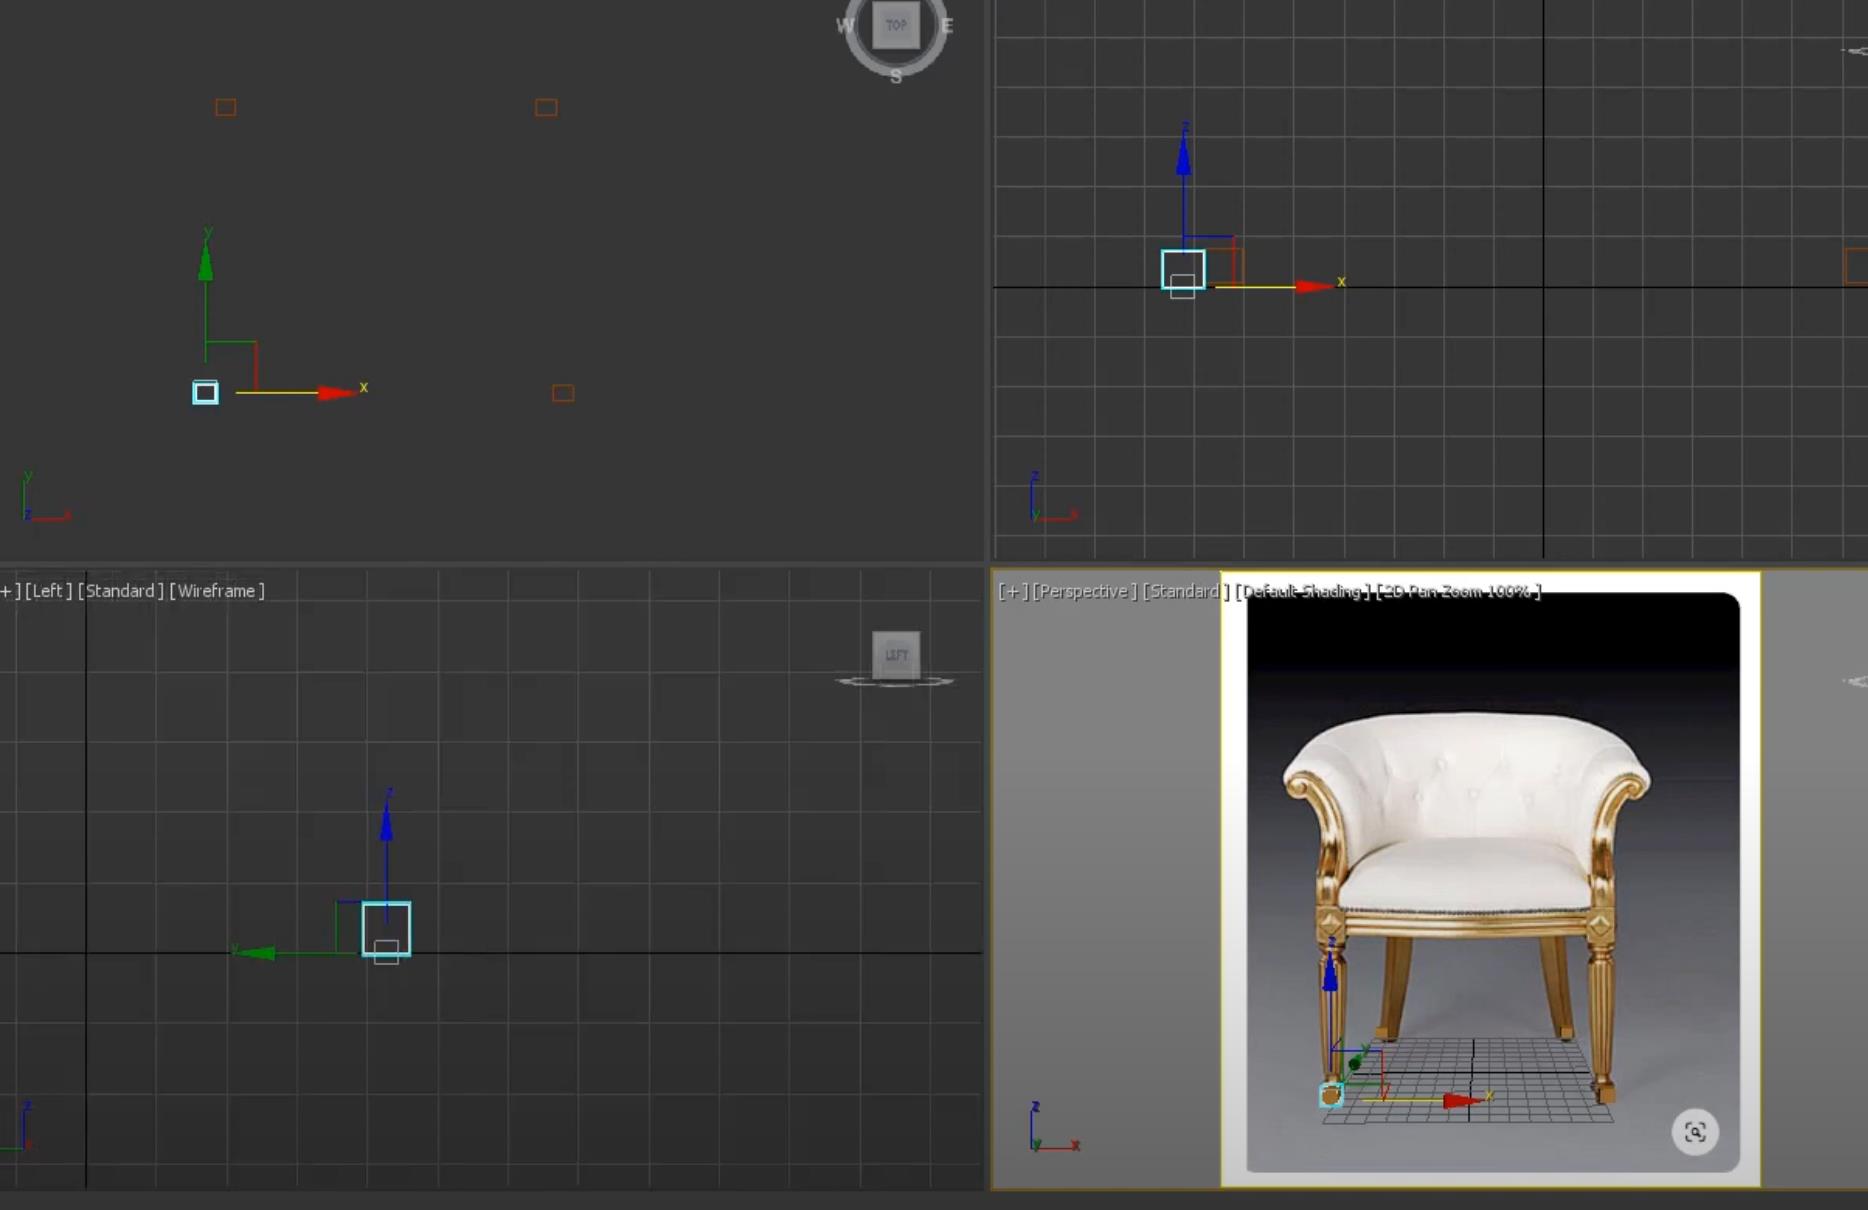 W TOP E
S
z
y
x
x
y
z
z x
z
y x
+] [Left ] [Standard ] [Wireframe ]
[+] [Perspective ] [Standard ] [Default Shading ] [2D Pan Zoom 100% ]
LEFT
z
y
z
y
x
z
x
z
y x